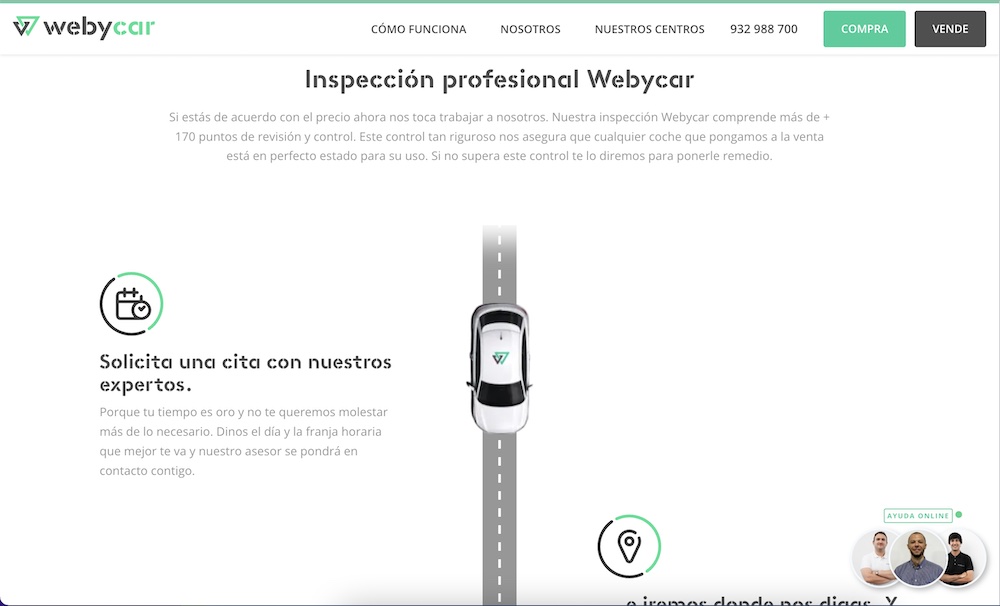 webycar
CÓMO FUNCIONA
NOSOTROS
NUESTROS CENTROS
932 988 700
COMPRA
VENDE
Inspección profesional Webycar
Si estás de acuerdo con el precio ahora nos toca trabajar a nosotros. Nuestra inspección Webycar comprende más de +
170 puntos de revisión y control. Este control tan riguroso nos asegura que cualquier coche que pongamos a la venta
está en perfecto estado para su uso. Si no supera este control te lo diremos para ponerle remedio.
Solicita una cita con nuestros
expertos.
Porque tu tiempo es oro y no te queremos molestar
más de lo necesario. Dinos el día y la franja horaria
que mejor te va y nuestro asesor se pondrá en
contacto contigo.
AYUDA ONLINE
e iremos donde nos digas. Y